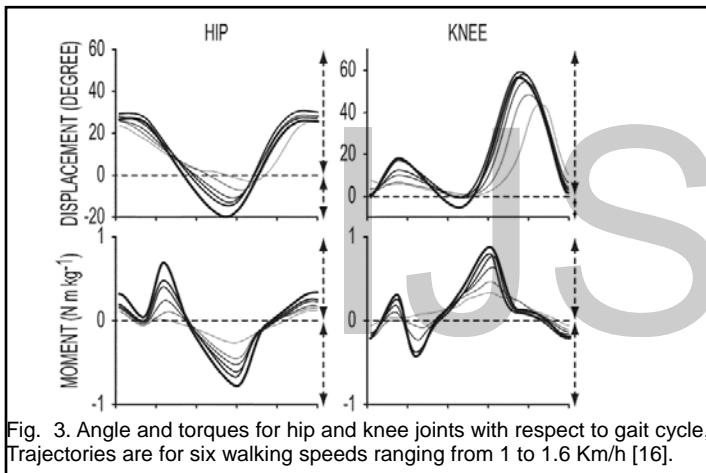 HIP
KNEE
DISPLACEMENT (DEGREE)
60
40
20
0
-20
60
40
20
0
MOMENT (N m kg⁻¹)
1
0
-1
1
0
-1
IJS
Fig. 3. Angle and torques for hip and knee joints with respect to gait cycle,
Trajectories are for six walking speeds ranging from 1 to 1.6 Km/h [16].